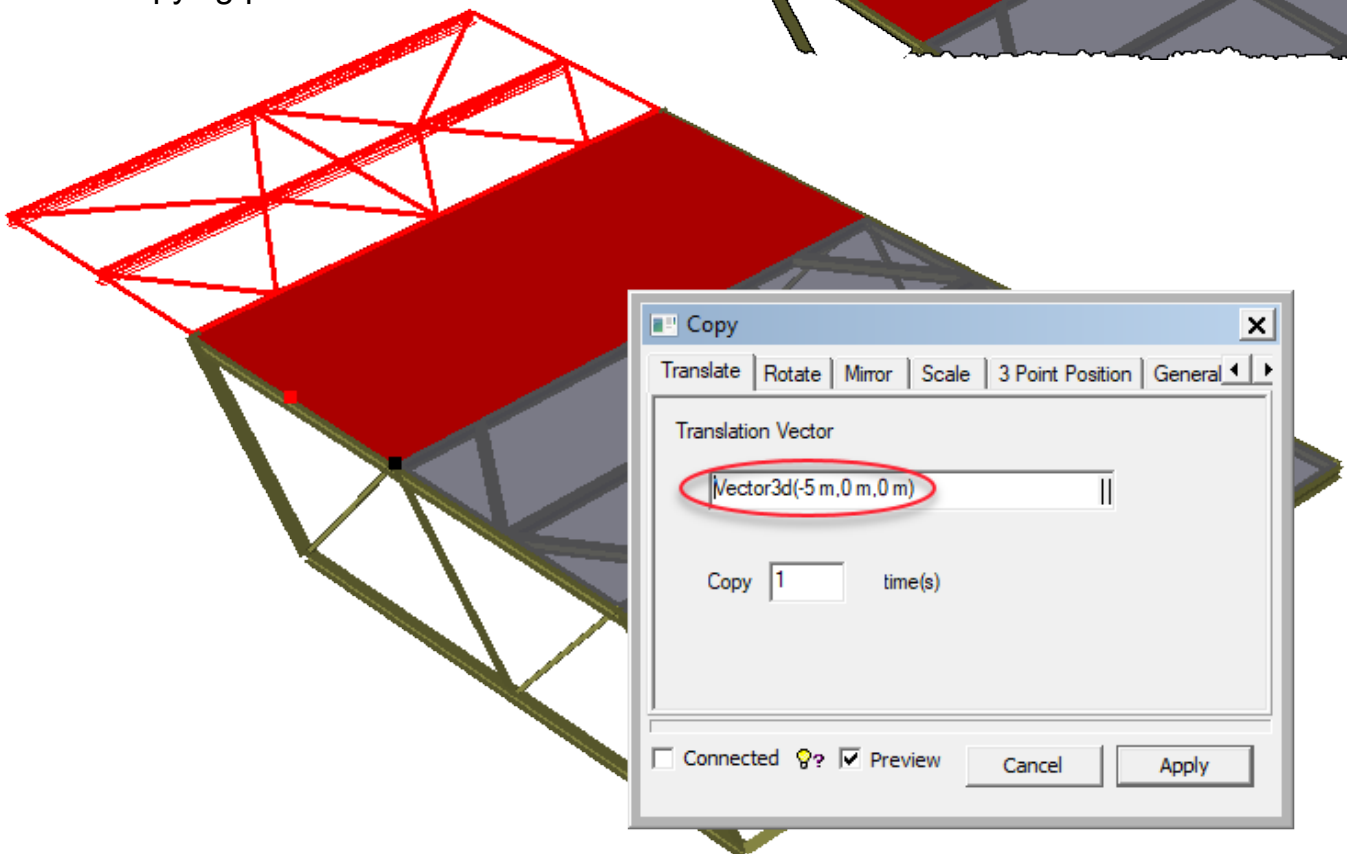 Copy
Translate Rotate Mirror Scale 3 Point Position General
Translation Vector
Vector3d(-5 m,0 m,0 m)
Copy 1 time(s)
Connected ? Preview Cancel Apply